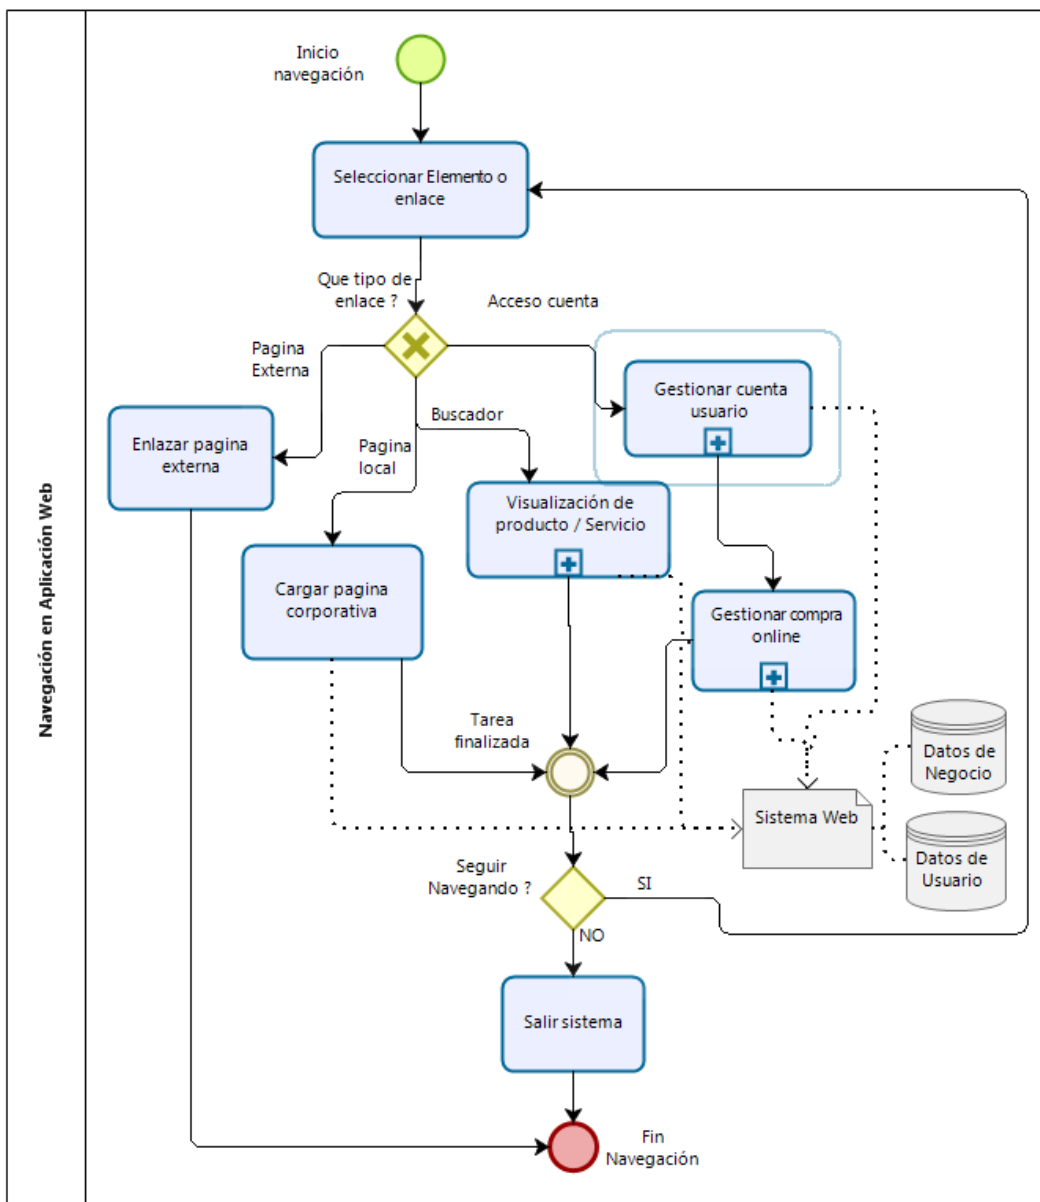 Navegación en Aplicación Web
Inicio
navegación
Seleccionar Elemento o
enlace
Que tipo de
enlace ?
Acceso cuenta
Pagina
Externa
Buscador
Pagina
local
Gestionar cuenta
usuario
Enlazar pagina
externa
Visualización de
producto / Servicio
Cargar pagina
corporativa
Gestionar compra
online
Tarea
finalizada
Datos de
Negocio
Sistema Web
Datos de
Usuario
Seguir
Navegando ?
SI
NO
Salir sistema
Fin
Navegación